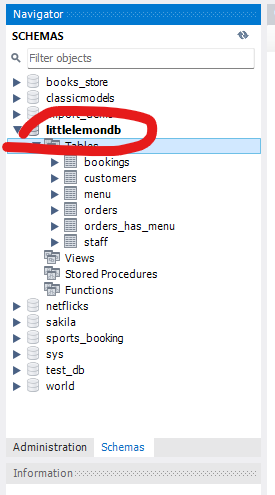 Navigator
SCHEMAS
Filter objects
books_store
classicmodels
littlelemondb
Tables
bookings
customers
menu
orders
orders_has_menu
staff
Views
Stored Procedures
Functions
netflicks
sakila
sports_booking
sys
test_db
world
Administration Schemas
Information